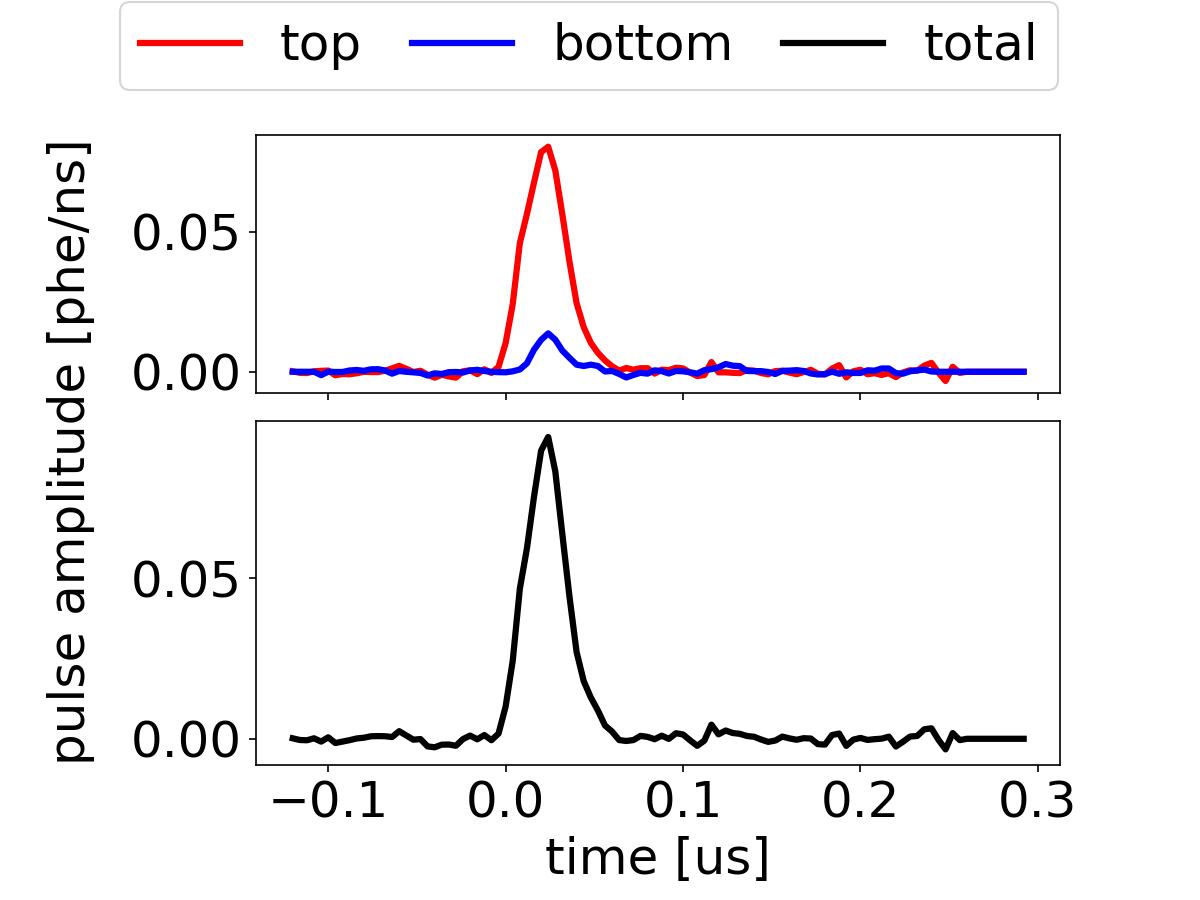 top bottom total
pulse amplitude [phe/ns]
0.05
0.00
0.05
0.00
−0.1 0.0 0.1 0.2 0.3
time [us]